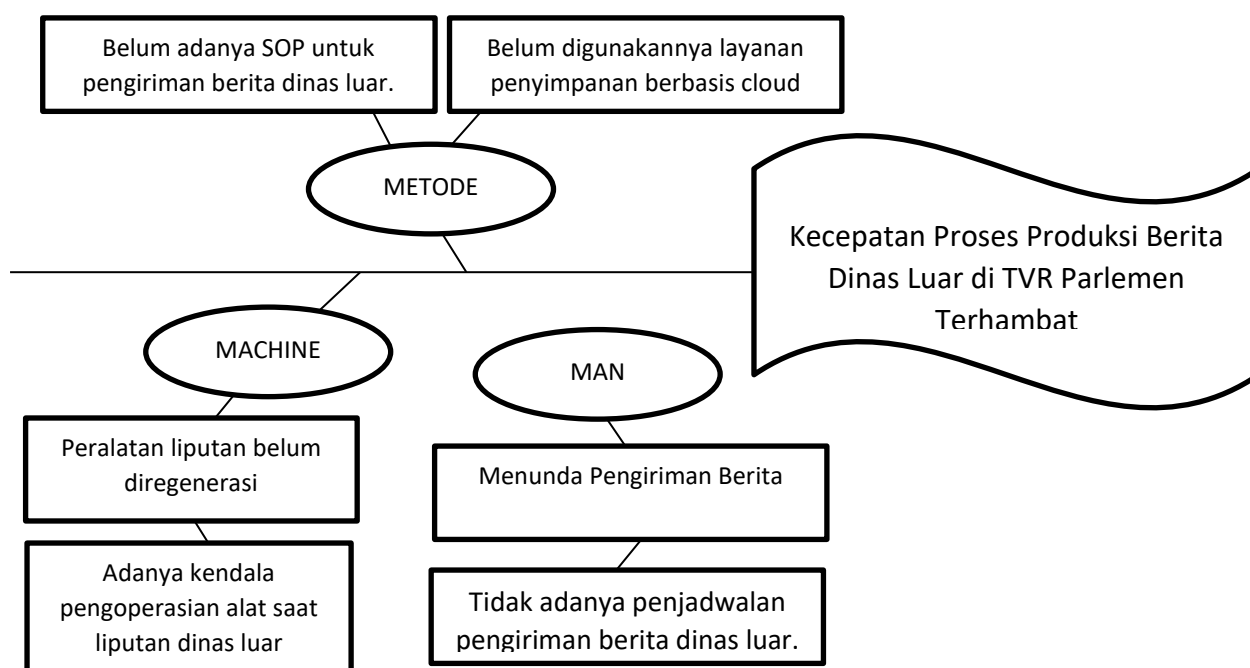 Belum adanya SOP untuk
pengiriman berita dinas luar.
Belum digunakannya layanan
penyimpanan berbasis cloud
METODE
Kecepatan Proses Produksi Berita
Dinas Luar di TVR Parlemen
Terhambat
MACHINE
MAN
Peralatan liputan belum
diregenerasi
Menunda Pengiriman Berita
Adanya kendala
pengoperasian alat saat
liputan dinas luar
Tidak adanya penjadwalan
pengiriman berita dinas luar.